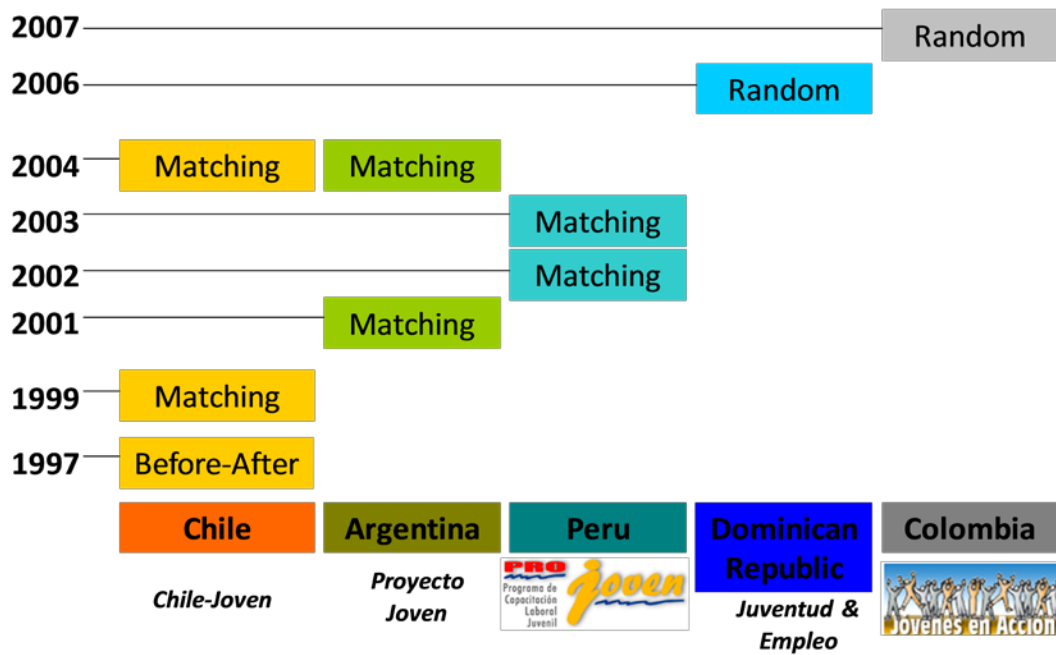 2007
Random
2006
Random
2004
Matching
Matching
2003
Matching
2002
Matching
2001
Matching
1999
Matching
1997
Before-After
Chile
Argentina
Peru
Dominican
Republic
Colombia
Chile-Joven
Proyecto
Joven
PRO
joven
Programa de
Capacitación
Laboral
Juvenil
Juventud &
Empleo
Jóvenes en Acción